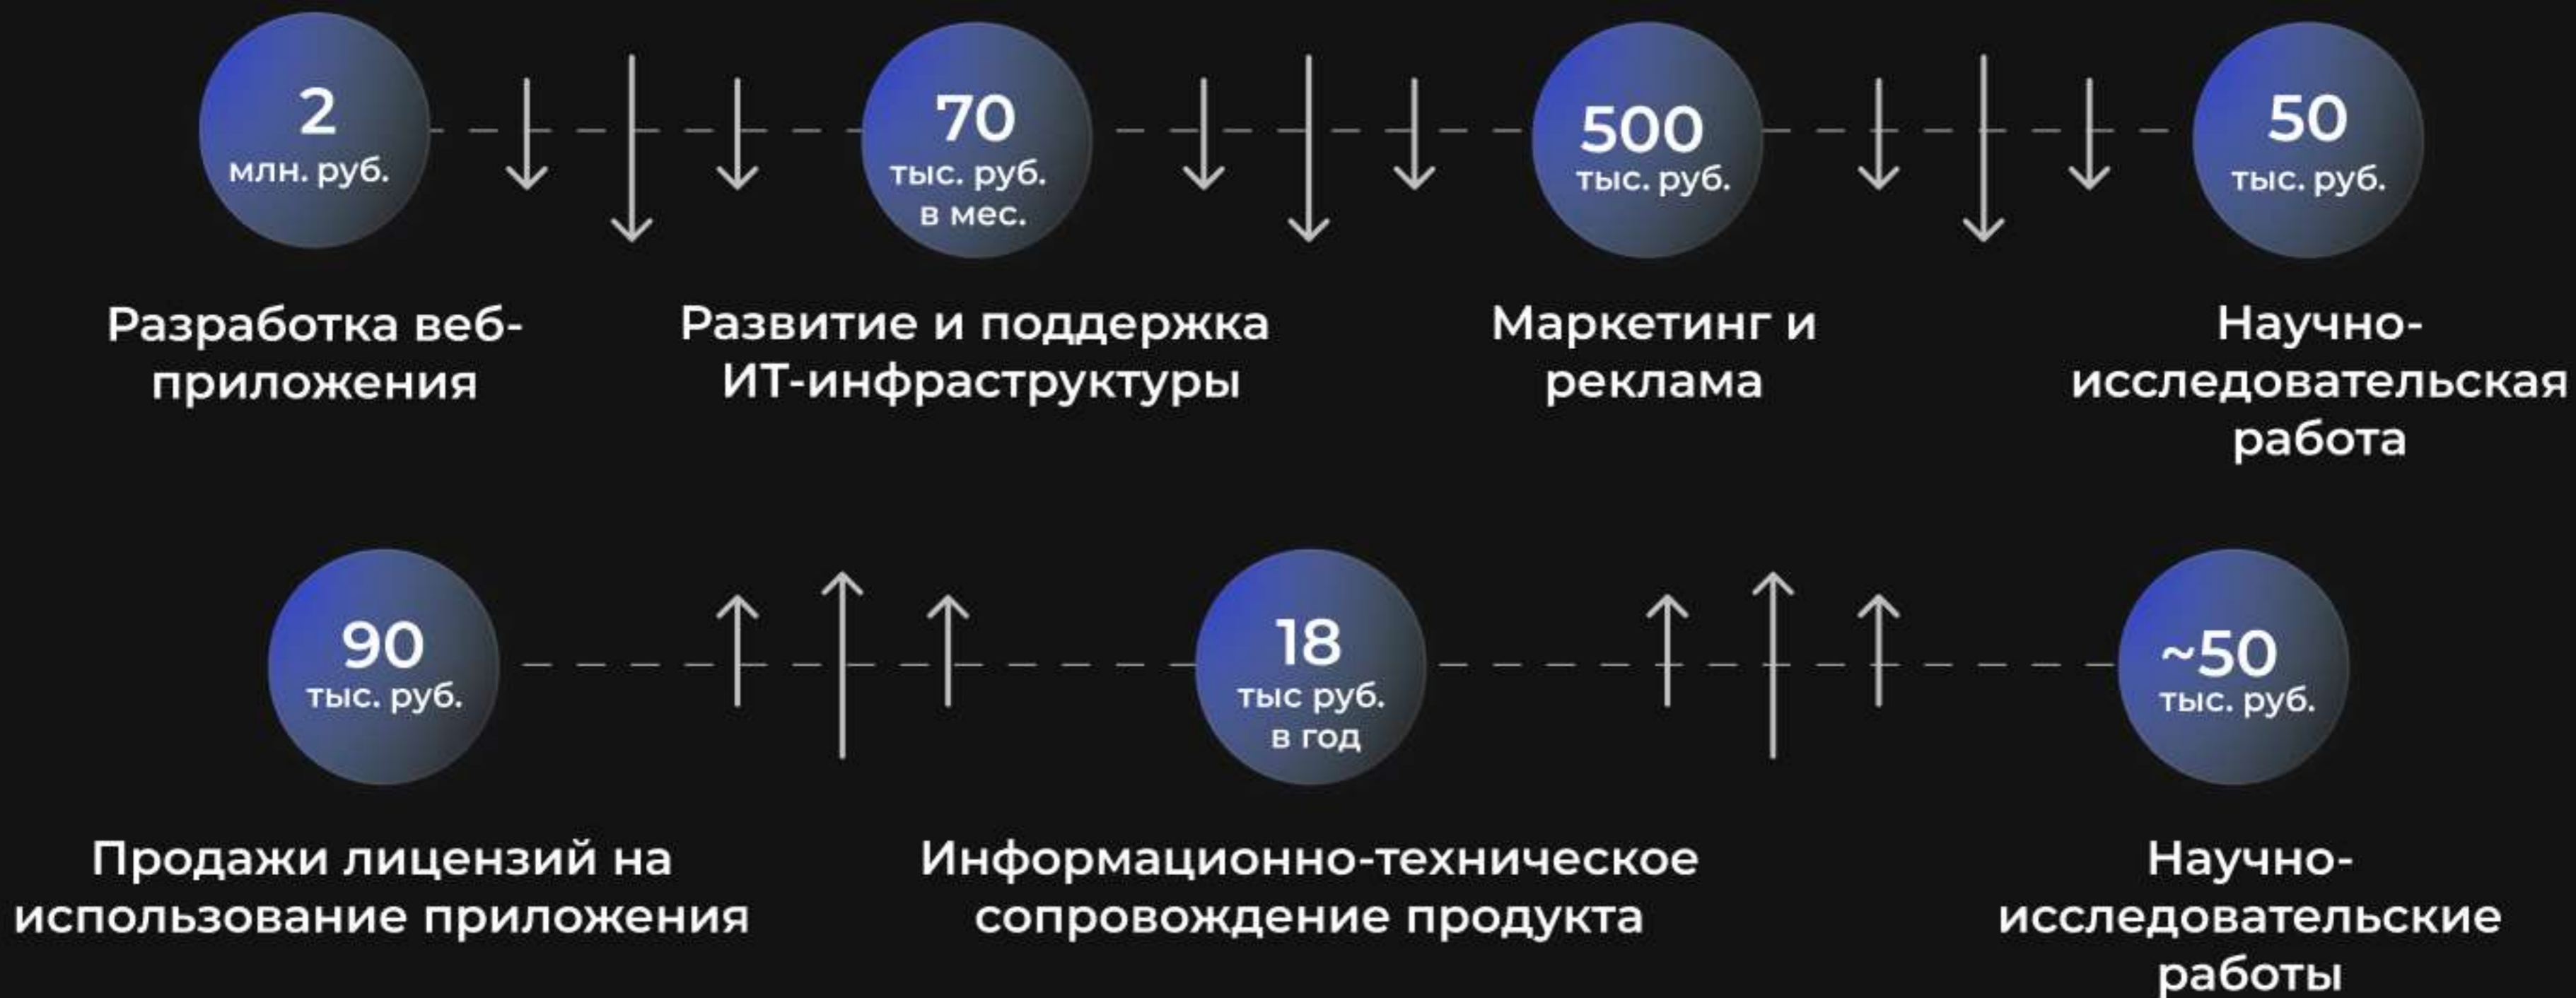 2
млн. руб.
70
тыс. руб.
в мес.
500
тыс. руб.
50
тыс. руб.
Разработка веб-
приложения
Развитие и поддержка
ИТ-инфраструктуры
Маркетинг и
реклама
Научно-
исследовательская
работа
90
тыс. руб.
18
тыс руб.
в год
~50
тыс. руб.
Продажи лицензий на
использование приложения
Информационно-техническое
сопровождение продукта
Научно-
исследовательские
работы